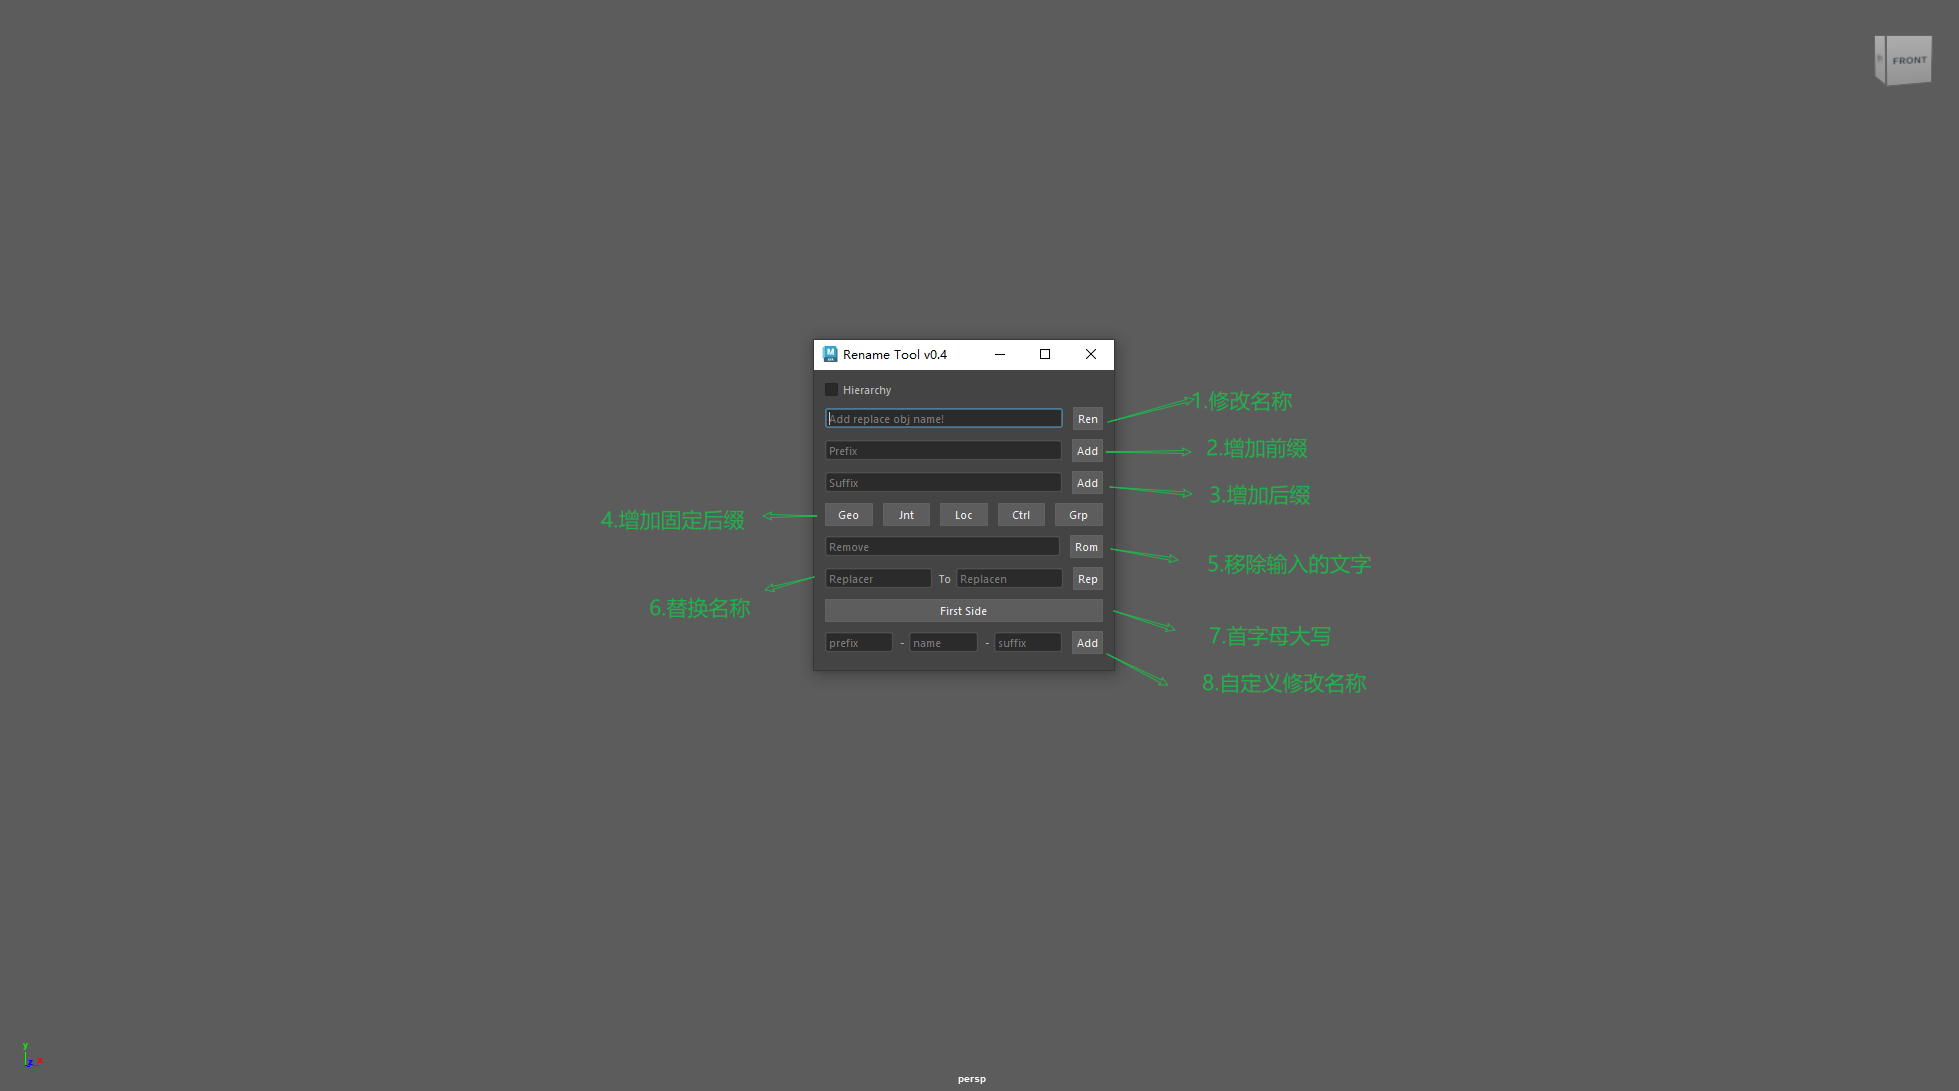 FRONT
Rename Tool v0.4
Hierarchy
Add replace obj name! Ren
1.修改名称
Prefix Add
2.增加前缀
Suffix Add
3.增加后缀
4.增加固定后缀
Geo Jnt Loc Ctrl Grp
Remove Rom
5.移除输入的文字
Replacer To Replacen Rep
6.替换名称
First Side
7.首字母大写
prefix - name - suffix Add
8.自定义修改名称
y
z x
persp